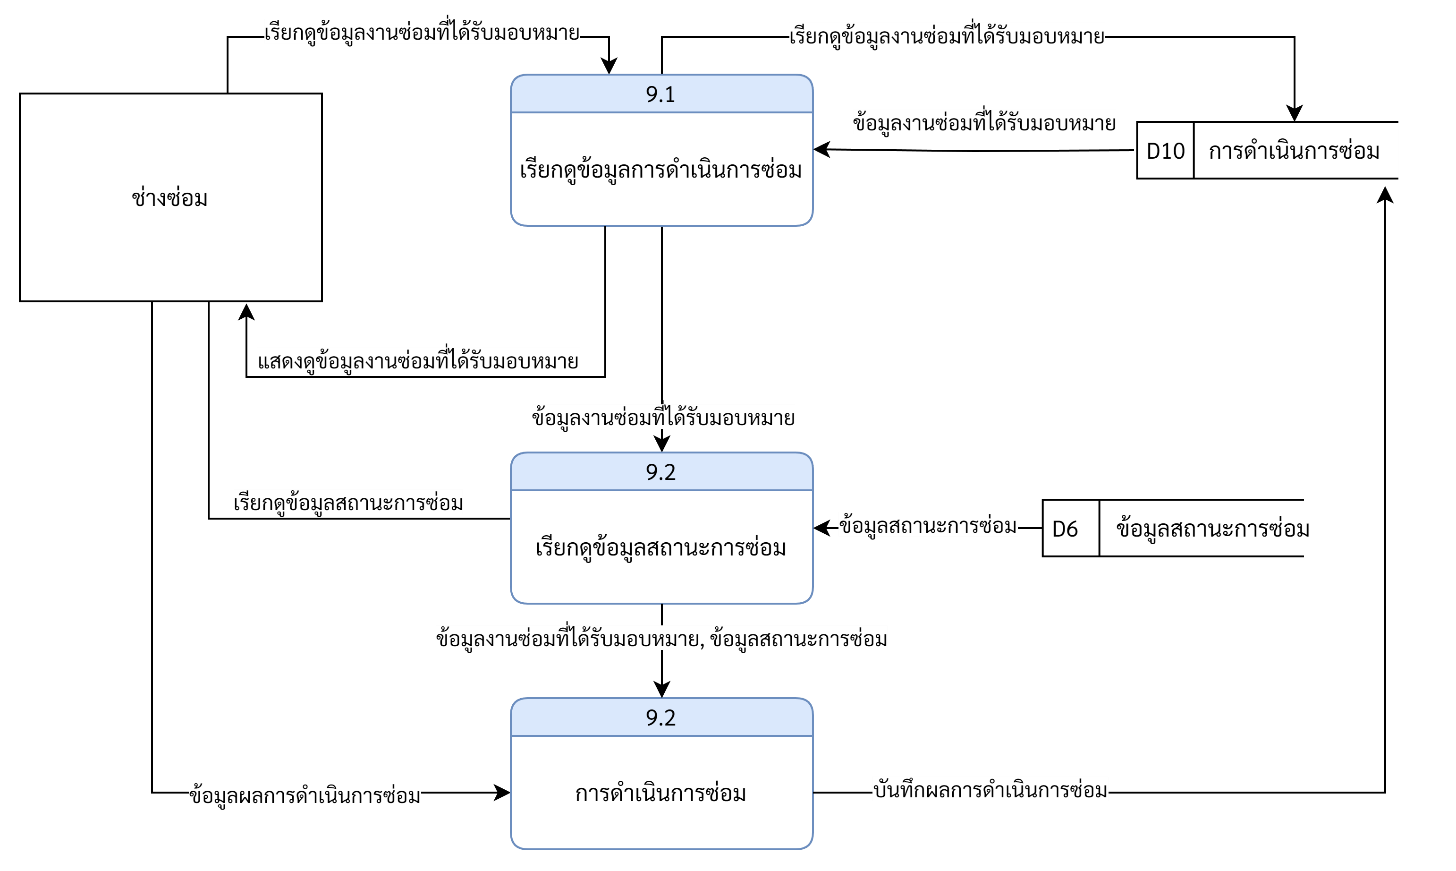 เรียกดูข้อมูลงานซ่อมที่ได้รับมอบหมาย
เรียกดูข้อมูลงานซ่อมที่ได้รับมอบหมาย
9.1
ข้อมูลงานซ่อมที่ได้รับมอบหมาย
D10
การดำเนินการซ่อม
เรียกดูข้อมูลการดำเนินการซ่อม
ช่างซ่อม
แสดงดูข้อมูลงานซ่อมที่ได้รับมอบหมาย
ข้อมูลงานซ่อมที่ได้รับมอบหมาย
9.2
เรียกดูข้อมูลสถานะการซ่อม
ข้อมูลสถานะการซ่อม
D6
ข้อมูลสถานะการซ่อม
เรียกดูข้อมูลสถานะการซ่อม
ข้อมูลงานซ่อมที่ได้รับมอบหมาย, ข้อมูลสถานะการซ่อม
9.2
ข้อมูลผลการดำเนินการซ่อม
การดำเนินการซ่อม
บันทึกผลการดำเนินการซ่อม